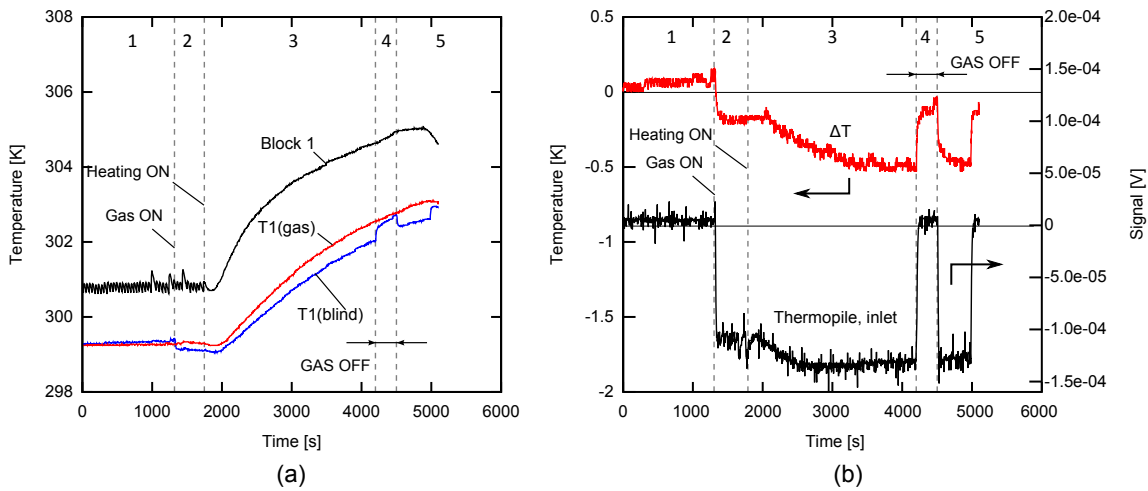 308
306
304
302
300
298
Temperature [K]
1
2
3
4
5
Block 1
Heating ON
Gas ON
T1(gas)
T1(blind)
GAS OFF
0
1000
2000
3000
4000
5000
6000
Time [s]
(a)
0.5
0
-0.5
-1
-1.5
-2
Temperature [K]
1
2
3
4
5
GAS OFF
ΔT
Heating ON
Gas ON
Thermopile, inlet
2.0e-04
1.5e-04
1.0e-04
5.0e-05
0
-5.0e-05
-1.0e-04
-1.5e-04
Signal [V]
0
1000
2000
3000
4000
5000
6000
Time [s]
(b)